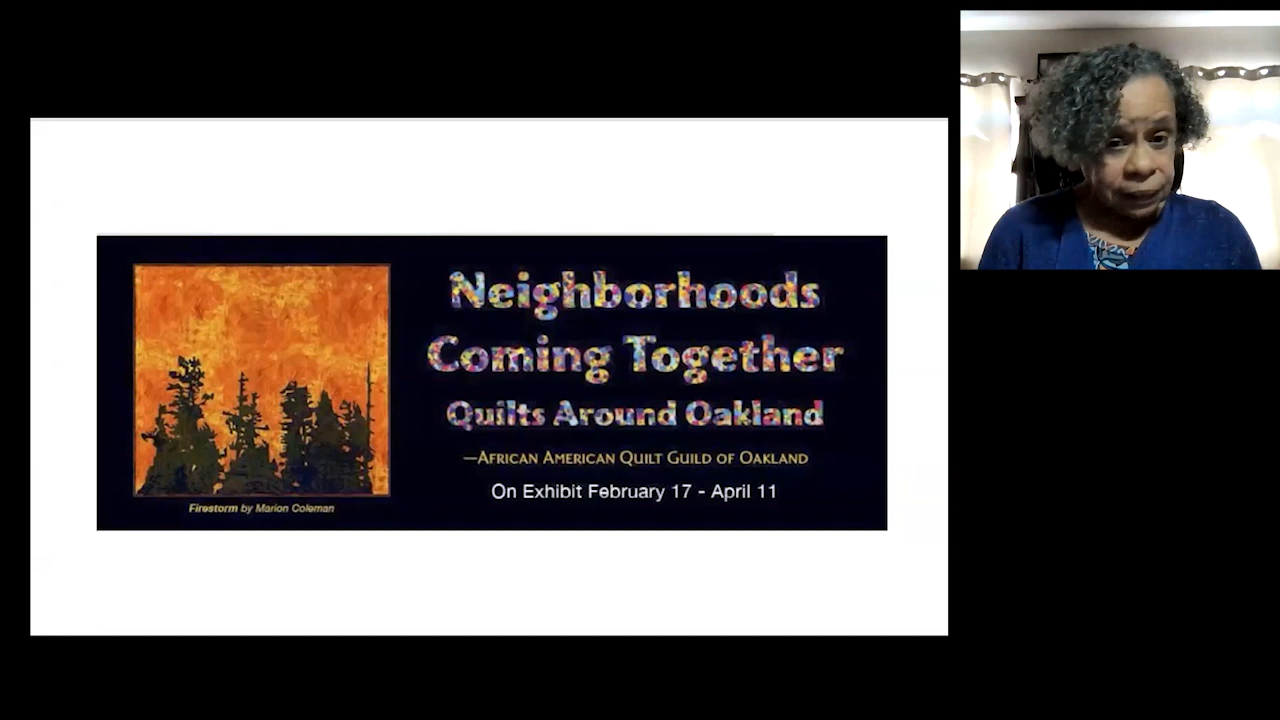 Neighborhoods
Coming Together
Quilts Around Oakland
—AFRICAN AMERICAN QUILT GUILD OF OAKLAND
On Exhibit February 17 - April 11
Firestorm by Marion Coleman